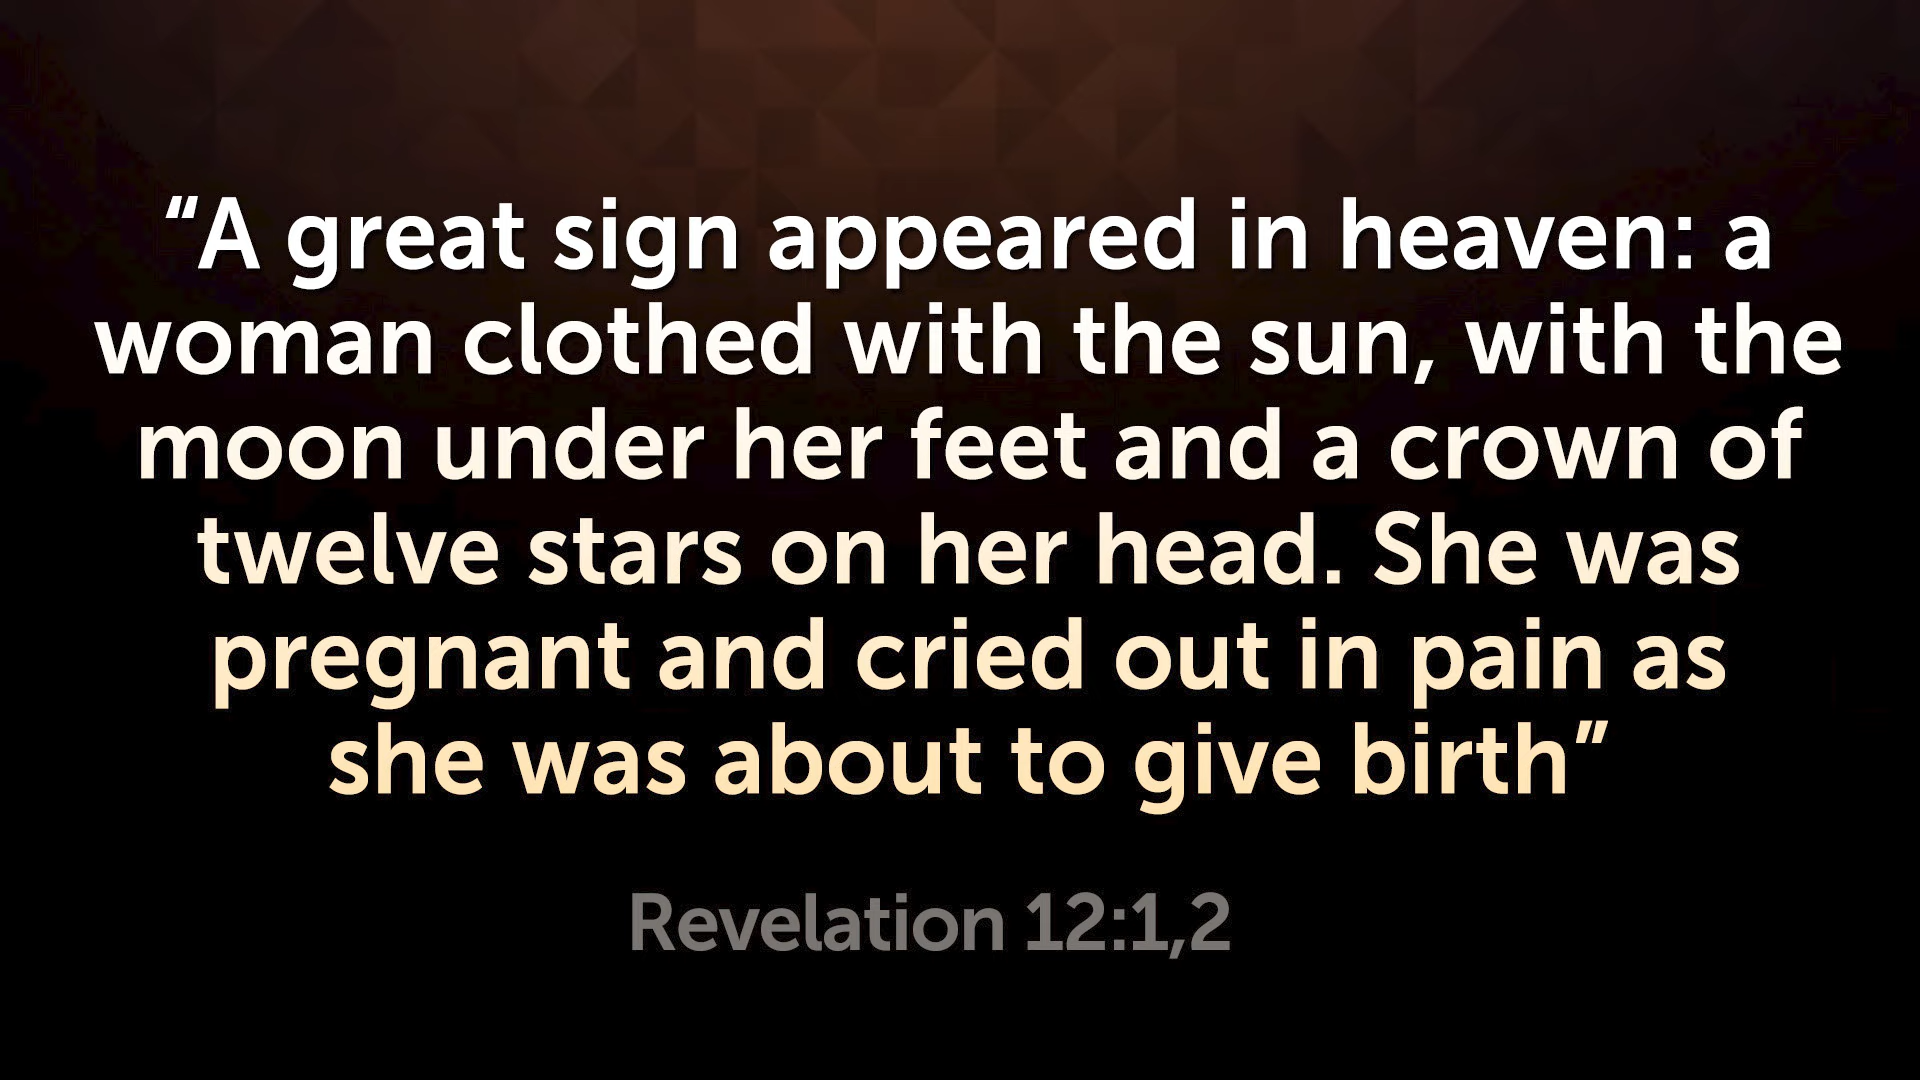 “A great sign appeared in heaven: a
woman clothed with the sun, with the
moon under her feet and a crown of
twelve stars on her head. She was
pregnant and cried out in pain as
she was about to give birth”
Revelation 12:1,2